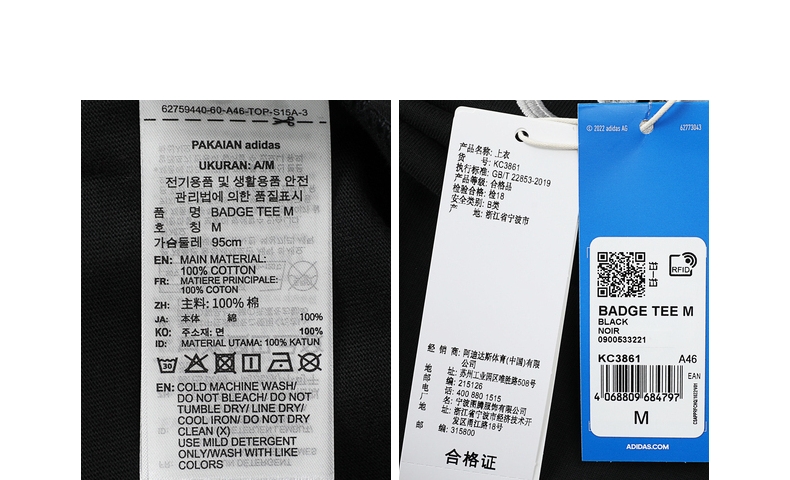 62759440-60-A46-TOP-S15A-3
PAKAIAN adidas
UKURAN: A/M
전기용품 및 생활용품 안전
관리법에 의한 품질표시
품 명 BADGE TEE M
호 칭 M
가슴둘레 95cm
EN: MAIN MATERIAL:
100% COTTON
FR: MATIERE PRINCIPALE:
100% COTON
ZH: 主料: 100% 棉
JA: 本体 綿 100%
KO: 주소재: 면 100%
ID: MATERIAL UTAMA: 100% KATUN
30
EN: COLD MACHINE WASH/
DO NOT BLEACH/ DO NOT
TUMBLE DRY/ LINE DRY/
COOL IRON/ DO NOT DRY
CLEAN (X)
USE MILD DETERGENT
ONLY/WASH WITH LIKE
COLORS
产品名称: 上衣
货 号: KC3861
执行标准: GB/T 22853-2019
产品等级: 合格品
检验合格: 检18
安全类别: B类
产 地: 浙江省宁波市
经 销 商: 阿迪达斯体育(中国)有限
公司
地 址: 苏州工业园区唯胜路508号
邮 编: 215126
电 话: 400 880 1515
厂 名: 宁波图腾服饰有限公司
地 址: 浙江省宁波市经济技术开
发区甬江路18号
邮 编: 315800
合格证
© 2022 adidas AG
62773043
RFID
BADGE TEE M
BLACK
NOIR
0900533221
KC3861 A46
EAN
4 068809 684797
M
ADIDAS.COM